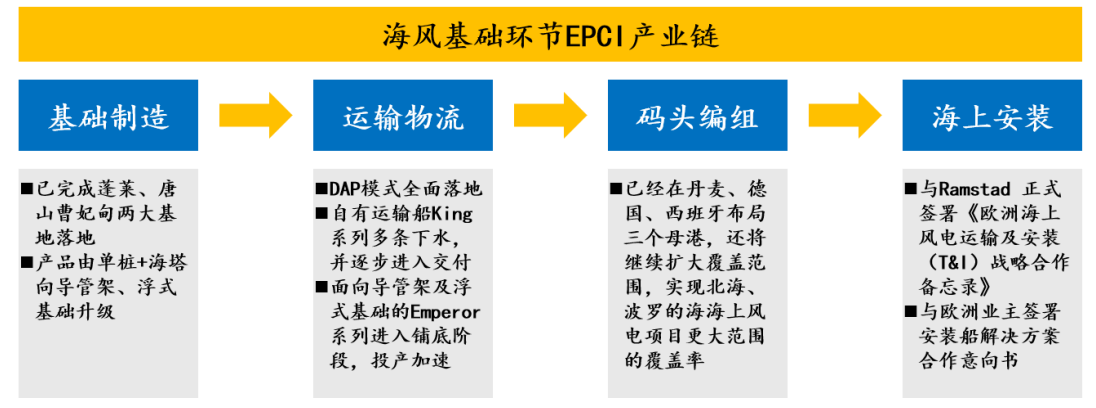 海风基础环节EPCI产业链
基础制造
运输物流
码头编组
海上安装
■已完成蓬莱、唐
山曹妃甸两大基
地落地
■产品由单桩+海塔
向导管架、浮式
基础升级
■DAP模式全面落地
■自有运输船King
系列多条下水，
并逐步进入交付
■面向导管架及浮
式基础的Emperor
系列进入铺底阶
段，投产加速
■已经在丹麦、德
国、西班牙布局
三个母港，还将
继续扩大覆盖范
围，实现北海、
波罗的海海上风
电项目更大范围
的覆盖率
■与Ramstad 正式
签署《欧洲海上
风电运输及安装
（T&I）战略合作
备忘录》
■与欧洲业主签署
安装船解决方案
合作意向书